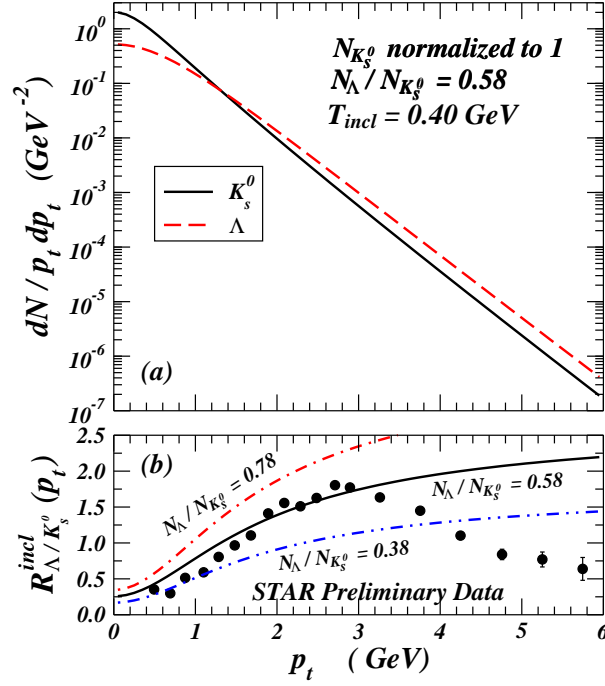 (a)
N_{K_s^0} normalized to 1
N_Λ / N_{K_s^0} = 0.58
T_{incl} = 0.40 GeV
K_s^0
Λ
dN / p_t dp_t (GeV^{-2})
10^0
10^{-1}
10^{-2}
10^{-3}
10^{-4}
10^{-5}
10^{-6}
10^{-7}
(b)
N_Λ / N_{K_s^0} = 0.78
N_Λ / N_{K_s^0} = 0.58
N_Λ / N_{K_s^0} = 0.38
STAR Preliminary Data
R^{incl}_{Λ / K_s^0} (p_t)
2.5
2.0
1.5
1.0
0.5
0.0
0 1 2 3 4 5 6
p_t ( GeV)